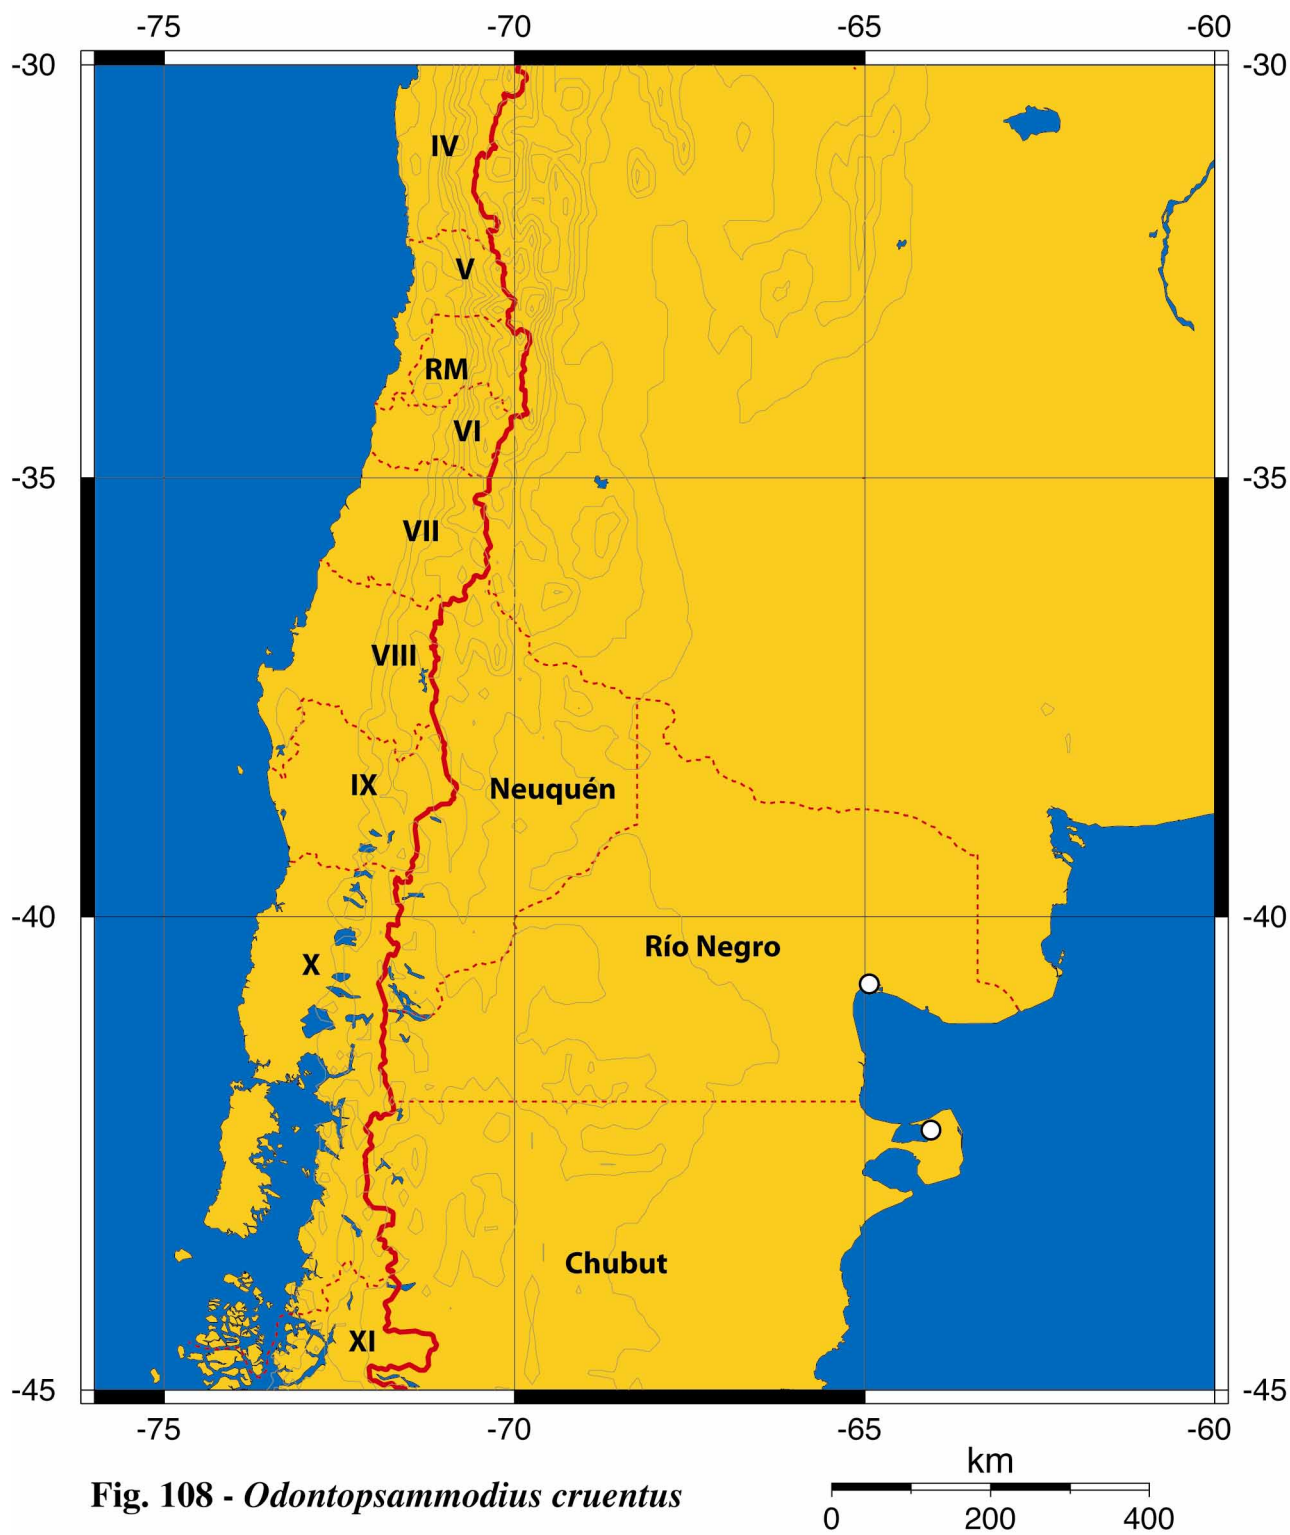 -75 -70 -65 -60
-30 -30
IV
V
RM
VI
-35 -35
VII
VIII
IX Neuquén
-40 -40
Río Negro
X
Chubut
XI
-45 -45
-75 -70 -65 -60
km
Fig. 108 - Odontopsammodius cruentus
0 200 400